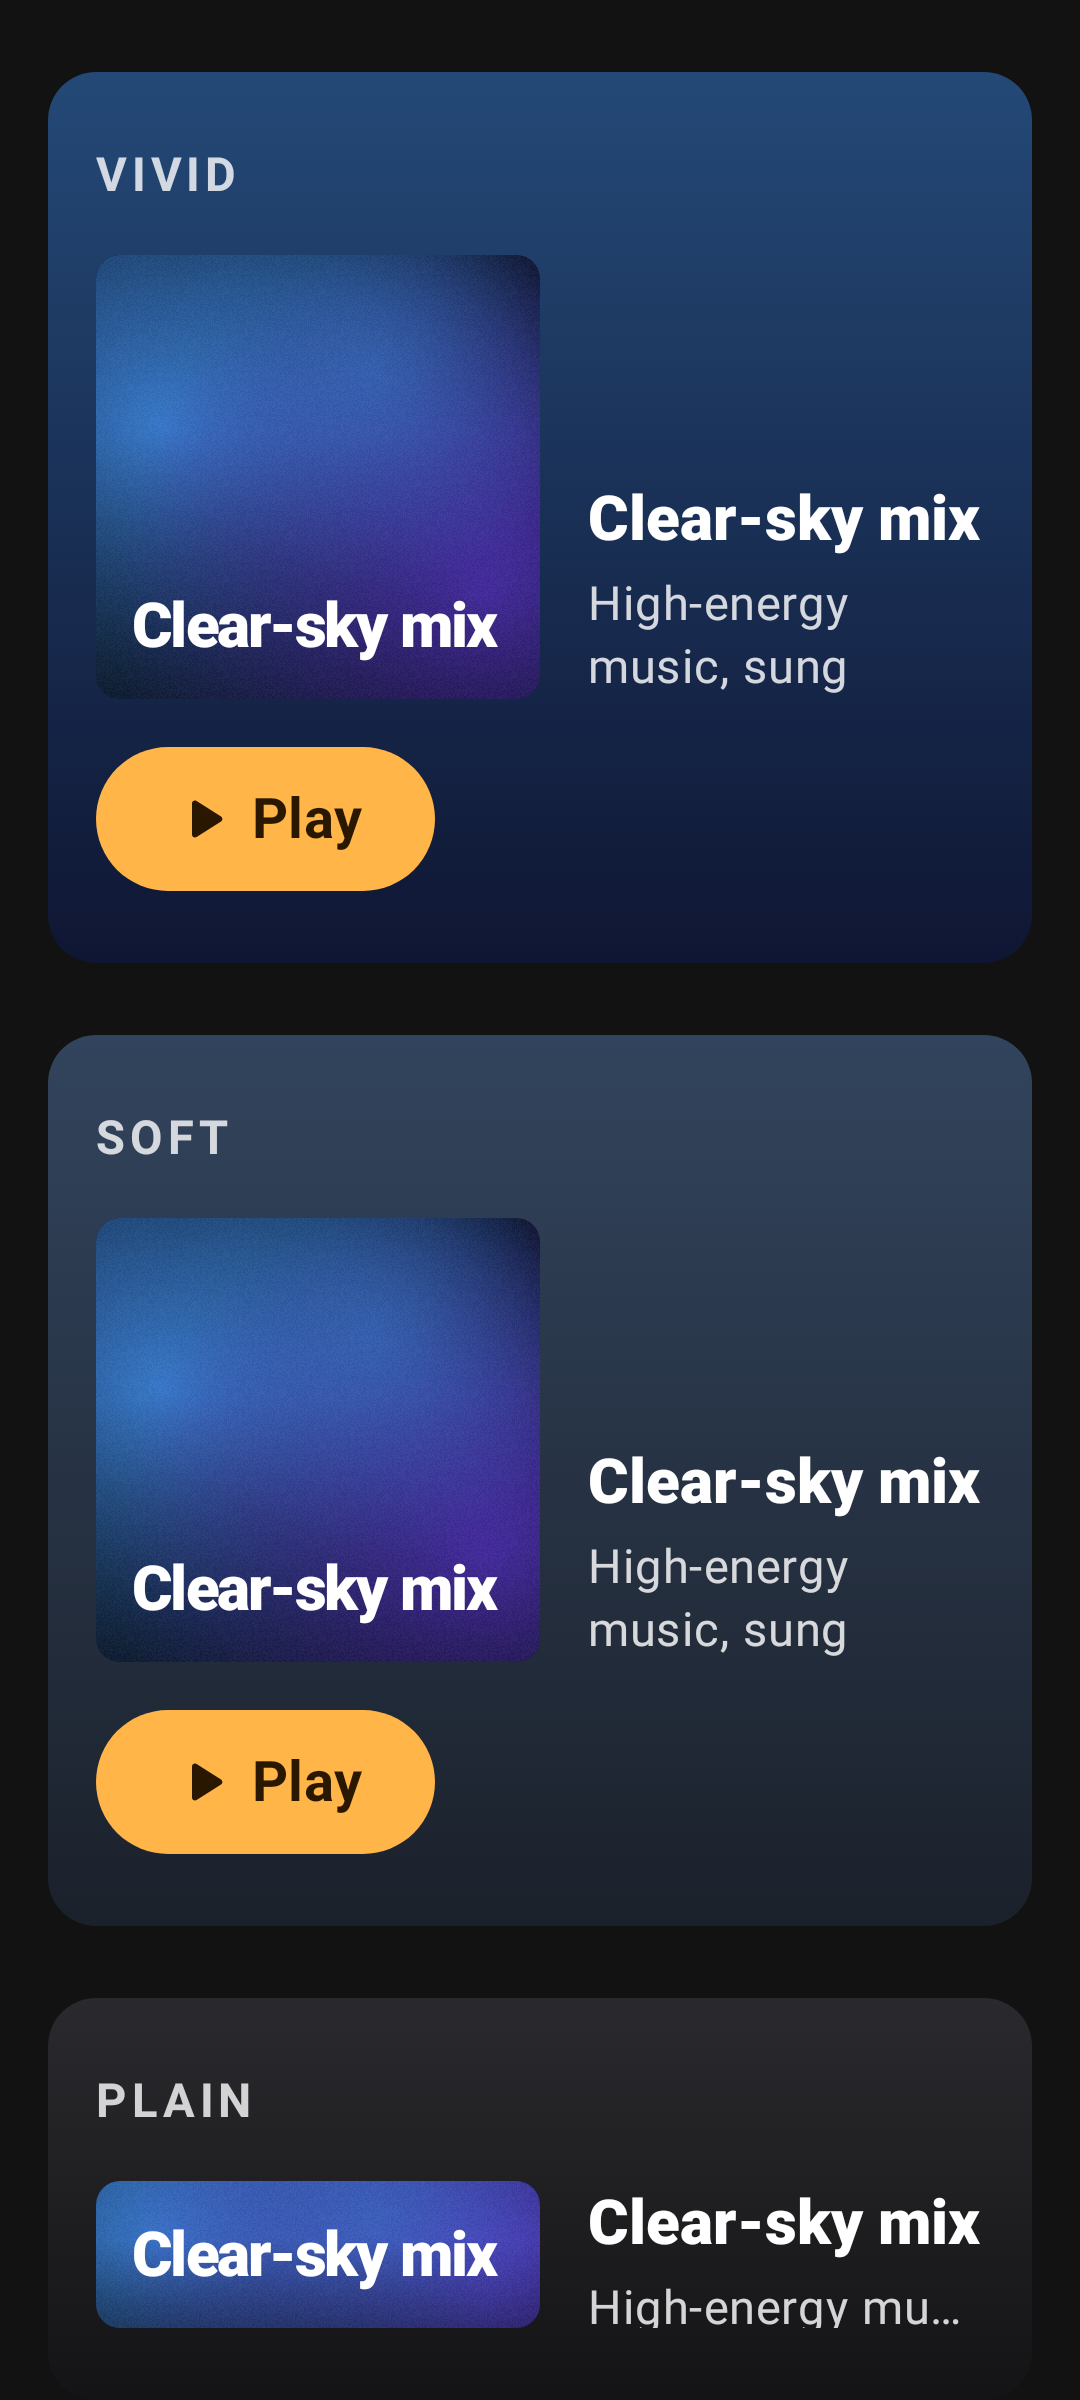 VIVID
Clear-sky mix
Clear-sky mix
High-energy
music, sung
Play
SOFT
Clear-sky mix
Clear-sky mix
High-energy
music, sung
Play
PLAIN
Clear-sky mix
Clear-sky mix
High-energy mu…